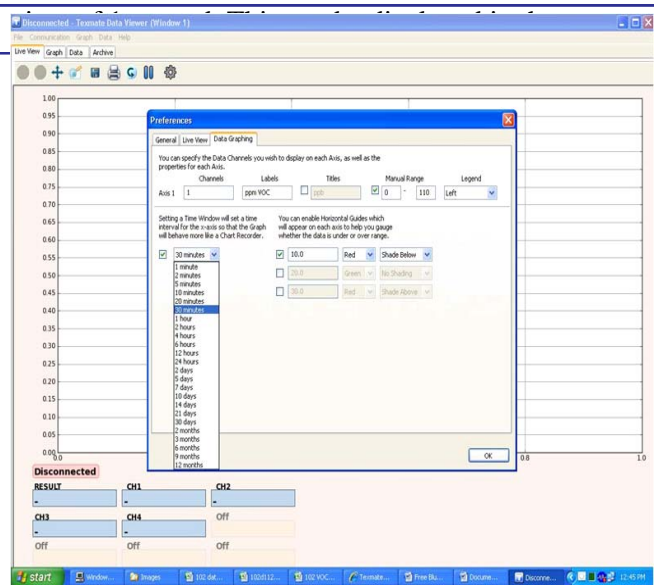 Disconnected - Texmate Data Viewer (Window 1)
File Communication Graph Data Help
Live View Graph Data Archive
1.00
0.95
0.90
0.85
0.80
0.75
0.70
0.65
0.60
0.55
0.50
0.45
0.40
0.35
0.30
0.25
0.20
0.15
0.10
0.05
0.00
0.0 0.8 1.0
Preferences
General Live View Data Graphing
You can specify the Data Channels you wish to display on each Axis, as well as the
properties for each Axis.
Channels Labels Titles Manual Range Legend
Axis 1 1 ppm VOC ppb 0 - 110 Left
Setting a Time Window will set a time
interval for the x-axis so that the Graph
will behave more like a Chart Recorder.
You can enable Horizontal Guides which
will appear on each axis to help you gauge
whether the data is under or over range.
30 minutes 10.0 Red Shade Below
20.0 Green No Shading
30.0 Red Shade Above
1 minute
2 minutes
5 minutes
10 minutes
20 minutes
30 minutes
1 hour
2 hours
4 hours
6 hours
12 hours
24 hours
2 days
5 days
7 days
10 days
14 days
21 days
30 days
2 months
3 months
6 months
9 months
12 months
OK
Disconnected
RESULT CH1 CH2
- - -
CH3 CH4 Off
- -
Off Off Off
start Window... Images 102 dat... 102d112... 102 VOC... Texmate... Free Blu... Docume... Disconne... 12:45 PM